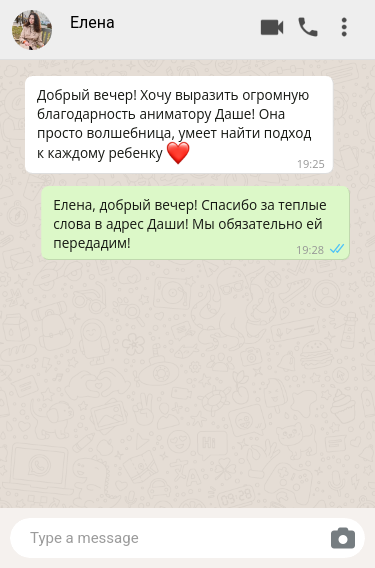 Елена
Добрый вечер! Хочу выразить огромную
благодарность аниматору Даше! Она
просто волшебница, умеет найти подход
к каждому ребенку ❤️
19:25
Елена, добрый вечер! Спасибо за теплые
слова в адрес Даши! Мы обязательно ей
передадим!
19:28
Type a message